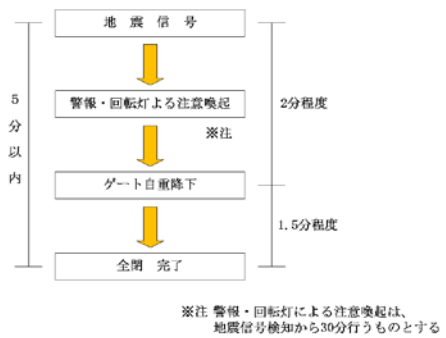 地 震 信 号
警報・回転灯よる注意喚起
※注
ゲート自重降下
全閉 完了
5分以内
2分程度
1.5分程度
※注 警報・回転灯による注意喚起は、
地震信号検知から30分行うものとする